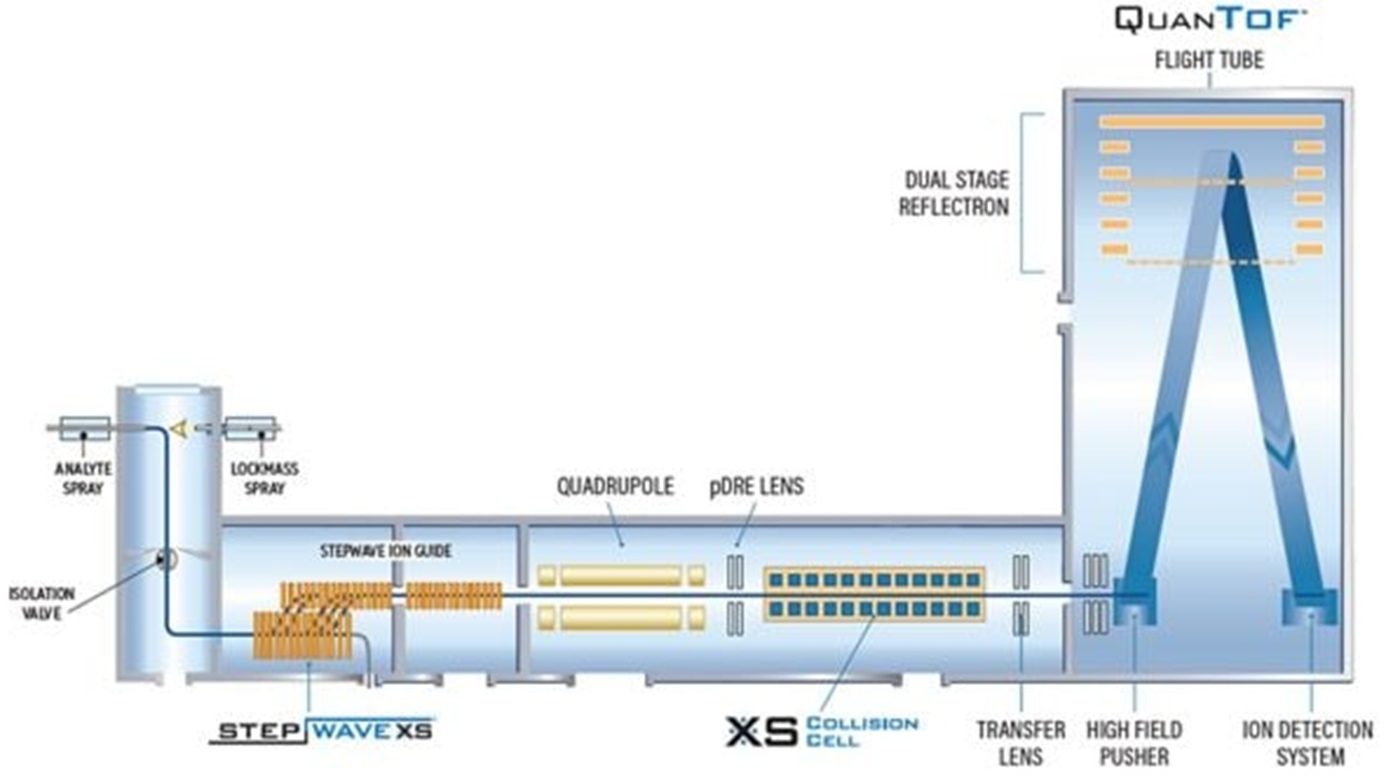 QUANTOF
FLIGHT TUBE
DUAL STAGE
REFLECTRON
ANALYTE
SPRAY
LOCKMASS
SPRAY
QUADRUPOLE
pDRE LENS
STEPWAVE ION GUIDE
ISOLATION
VALVE
STEPWAVE XS
XS COLLISION
CELL
TRANSFER
LENS
HIGH FIELD
PUSHER
ION DETECTION
SYSTEM